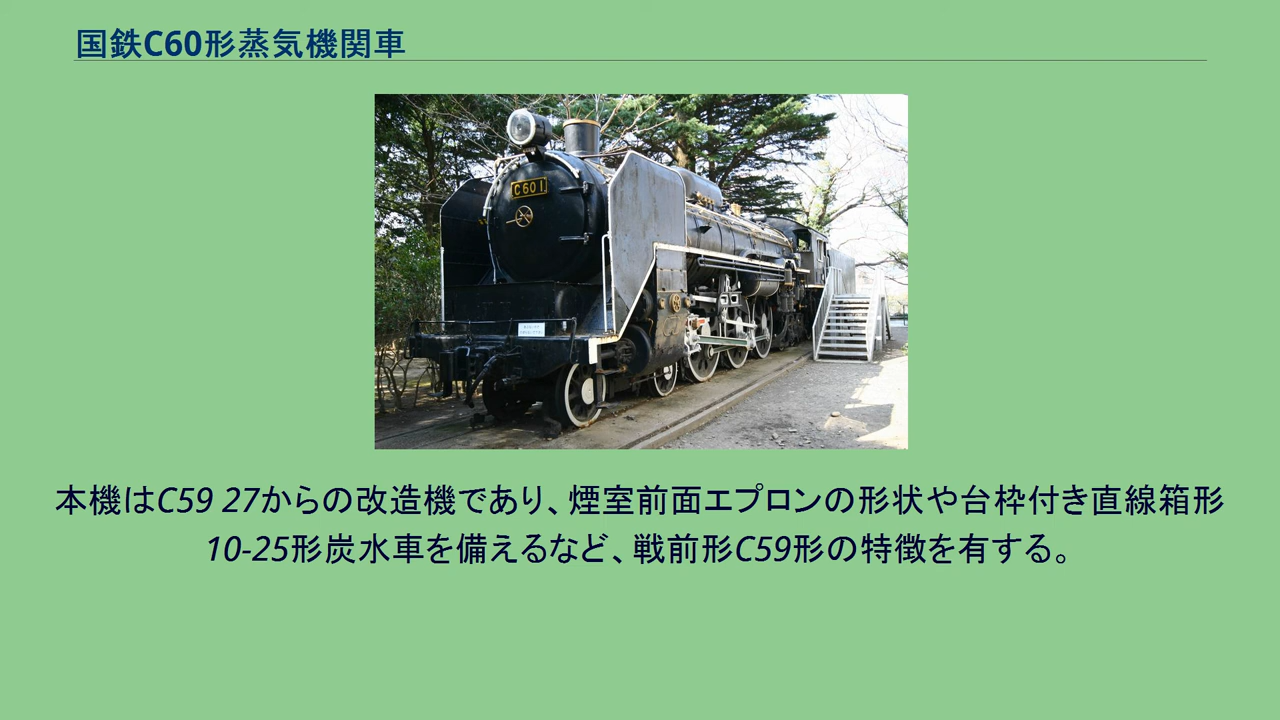 国鉄C60形蒸気機関車
C60 1
本機はC59 27からの改造機であり、煙室前面エプロンの形状や台枠付き直線箱形
10-25形炭水車を備えるなど、戦前形C59形の特徴を有する。